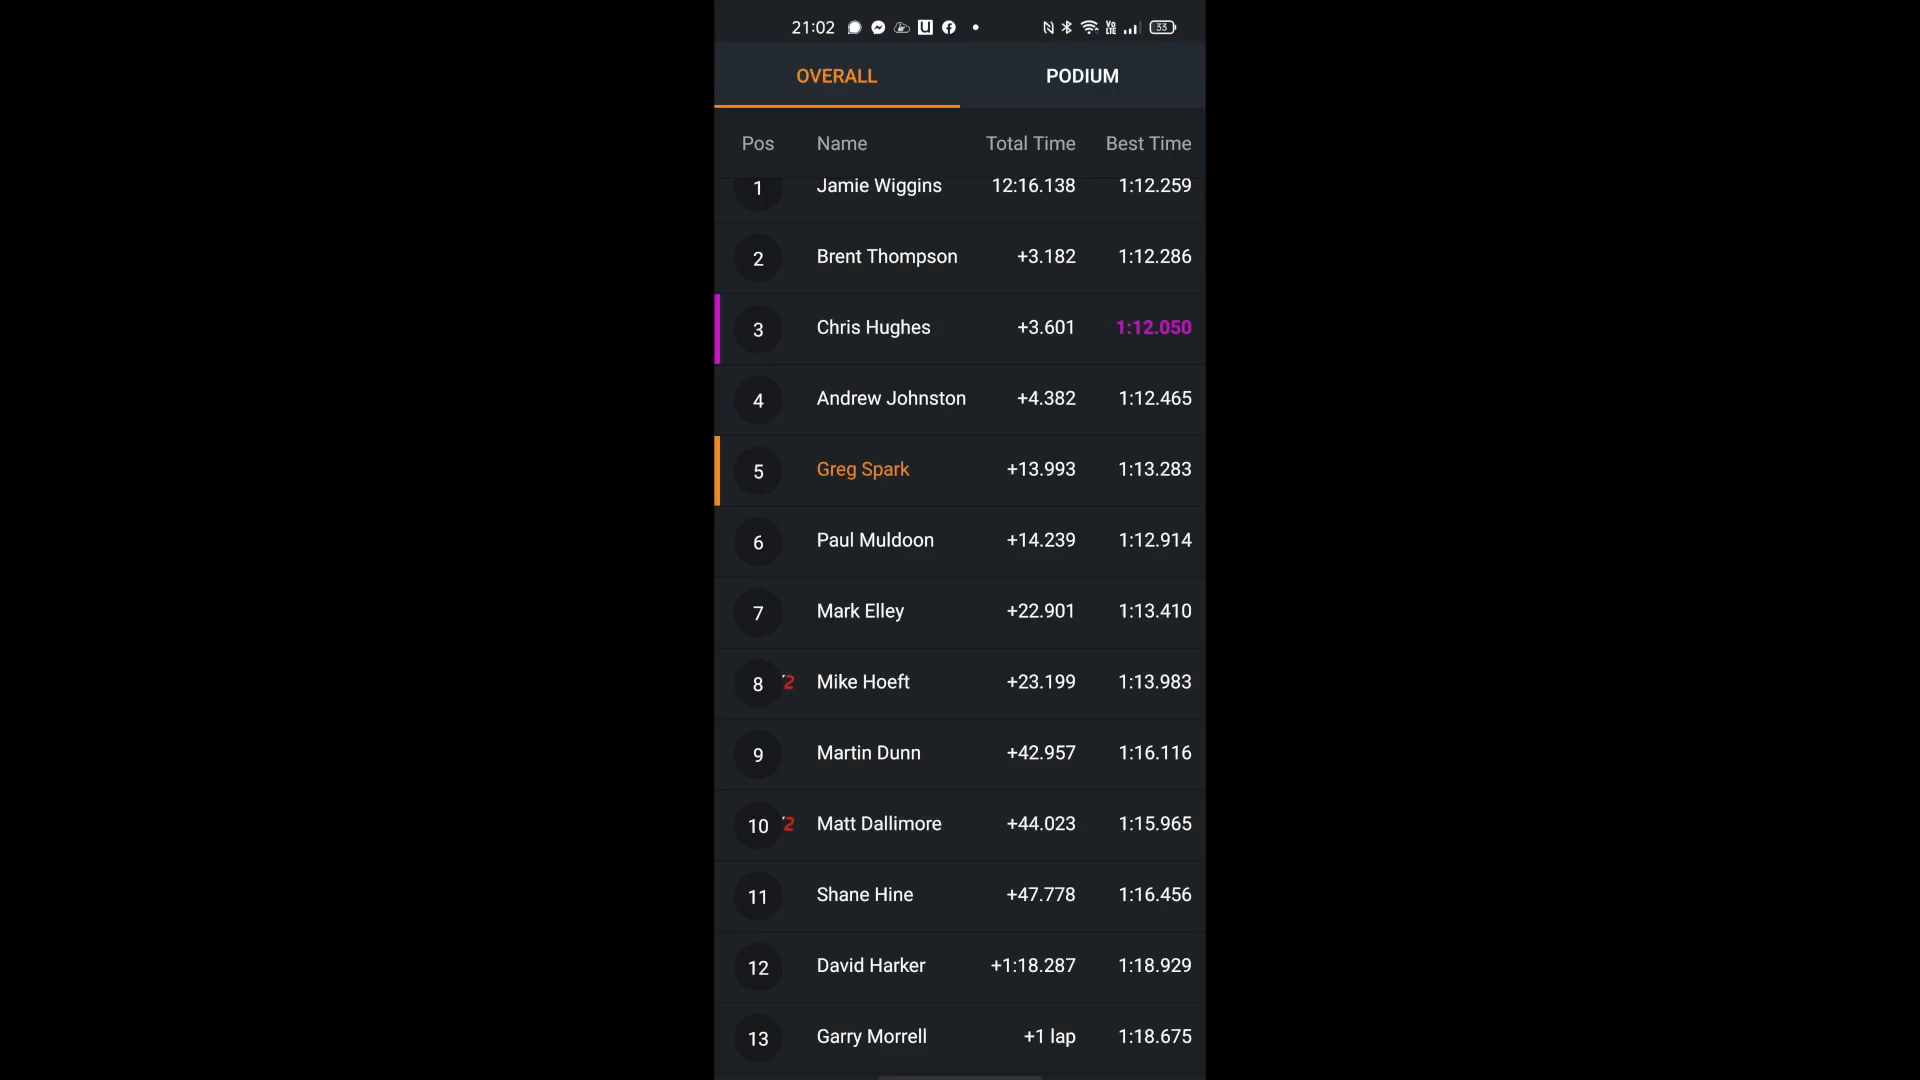 21:02 33
OVERALL PODIUM
Pos Name Total Time Best Time
1 Jamie Wiggins 12:16.138 1:12.259
2 Brent Thompson +3.182 1:12.286
3 Chris Hughes +3.601 1:12.050
4 Andrew Johnston +4.382 1:12.465
5 Greg Spark +13.993 1:13.283
6 Paul Muldoon +14.239 1:12.914
7 Mark Elley +22.901 1:13.410
8 2 Mike Hoeft +23.199 1:13.983
9 Martin Dunn +42.957 1:16.116
10 2 Matt Dallimore +44.023 1:15.965
11 Shane Hine +47.778 1:16.456
12 David Harker +1:18.287 1:18.929
13 Garry Morrell +1 lap 1:18.675